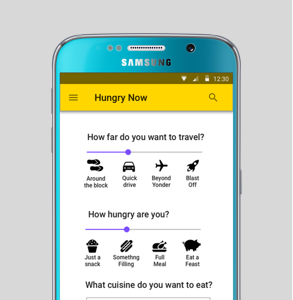 SAMSUNG
12:30
Hungry Now
How far do you want to travel?
Around Quick Beyond Blast
the block drive Yonder Off
How hungry are you?
Just a Somethng Full Eat a
snack Filling Meal Feast
What cuisine do you want to eat?